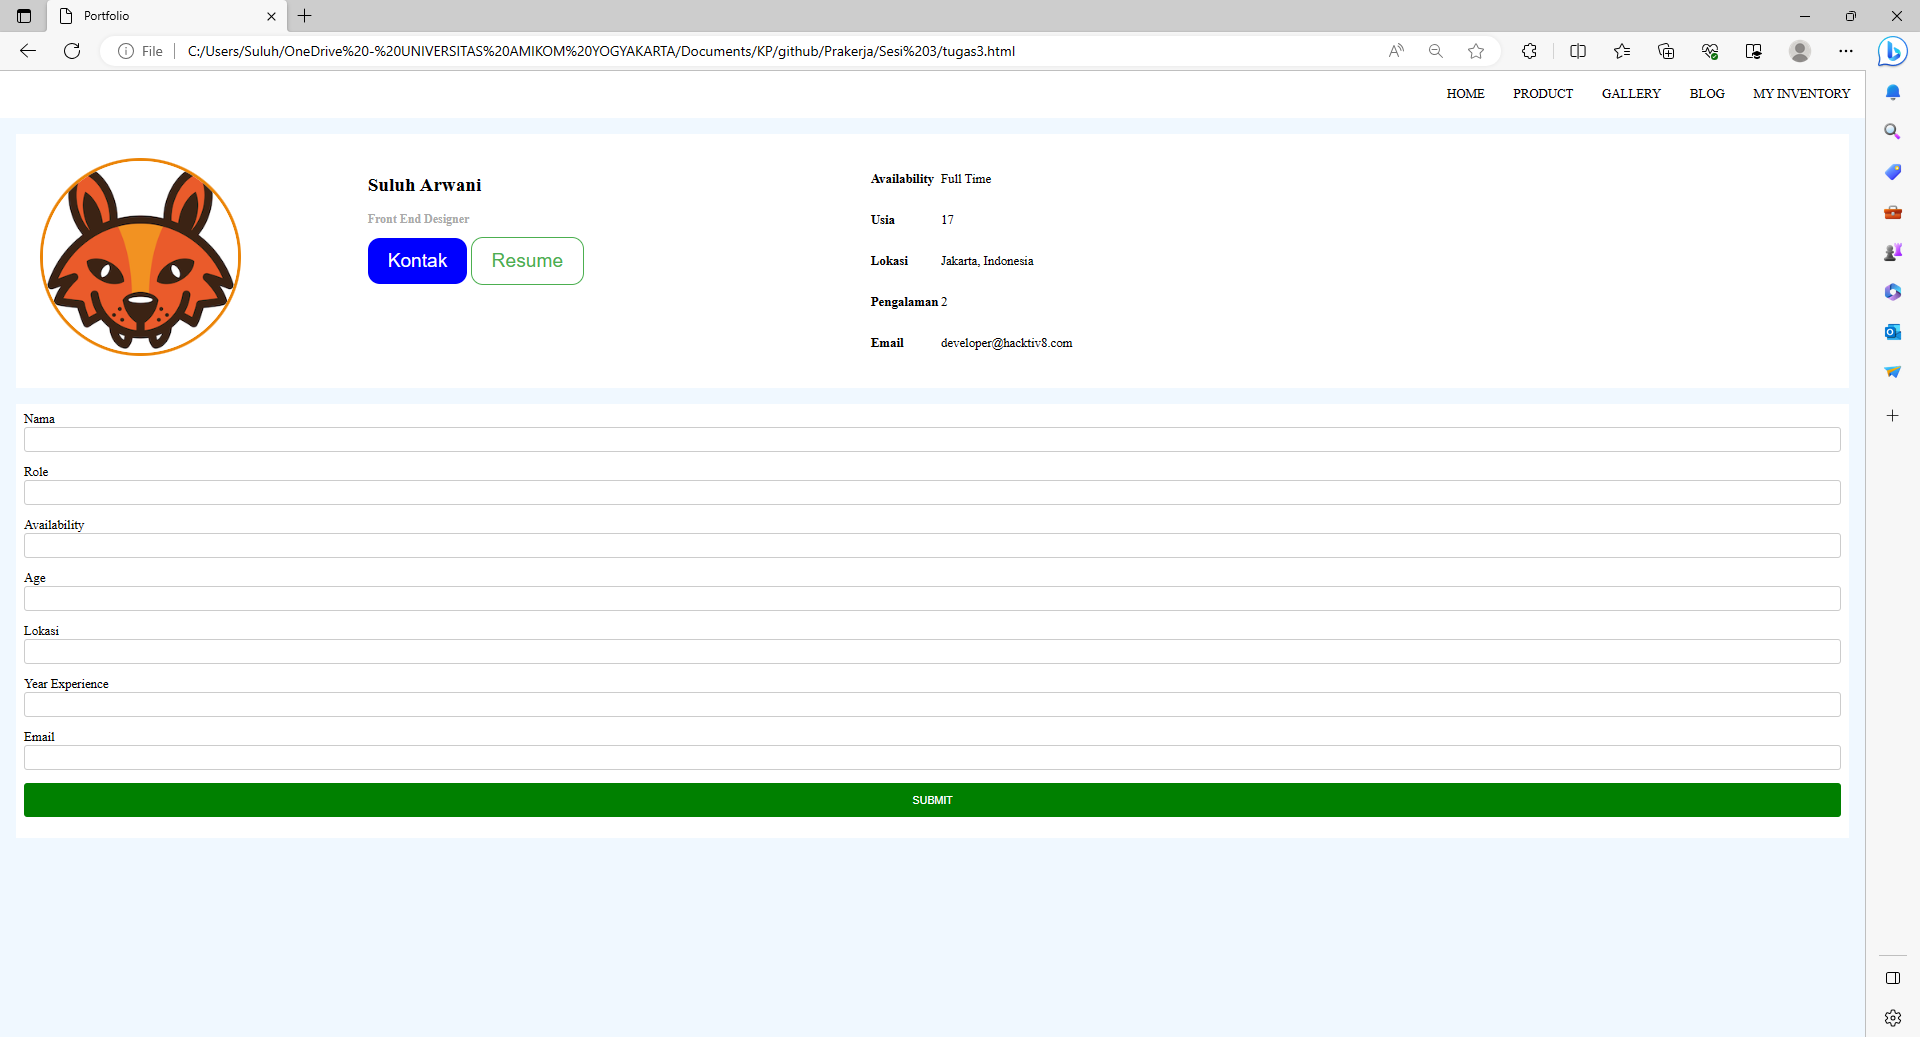 Portfolio
File C:/Users/Suluh/OneDrive%20-%20UNIVERSITAS%20AMIKOM%20YOGYAKARTA/Documents/KP/github/Prakerja/Sesi%203/tugas3.html
HOME PRODUCT GALLERY BLOG MY INVENTORY
Suluh Arwani
Front End Designer
Kontak Resume
Availability Full Time
Usia 17
Lokasi Jakarta, Indonesia
Pengalaman 2
Email developer@hacktiv8.com
Nama
Role
Availability
Age
Lokasi
Year Experience
Email
SUBMIT